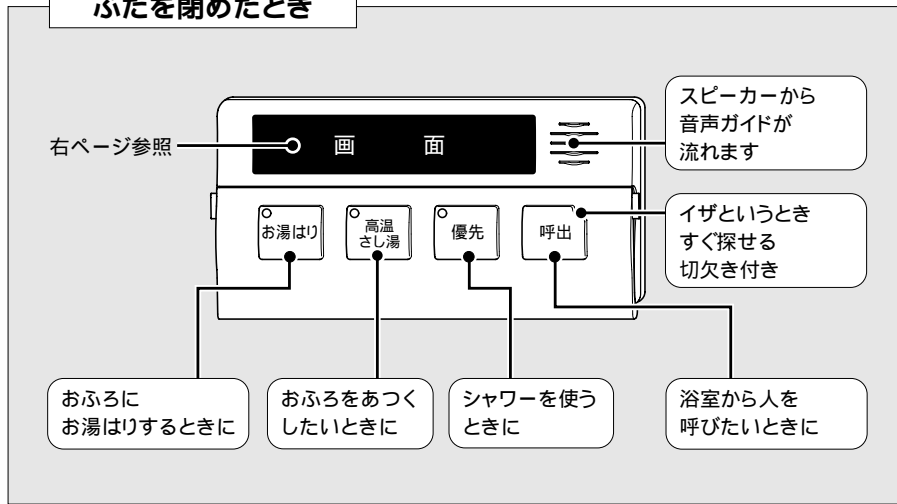 ふたを閉めたとき
スピーカーから
音声ガイドが
流れます
右ページ参照
画 面
イザというとき
すぐ探せる
切欠き付き
お湯はり
高温
さし湯
優先
呼出
おふろに
お湯はりするときに
おふろをあつく
したいときに
シャワーを使う
ときに
浴室から人を
呼びたいときに